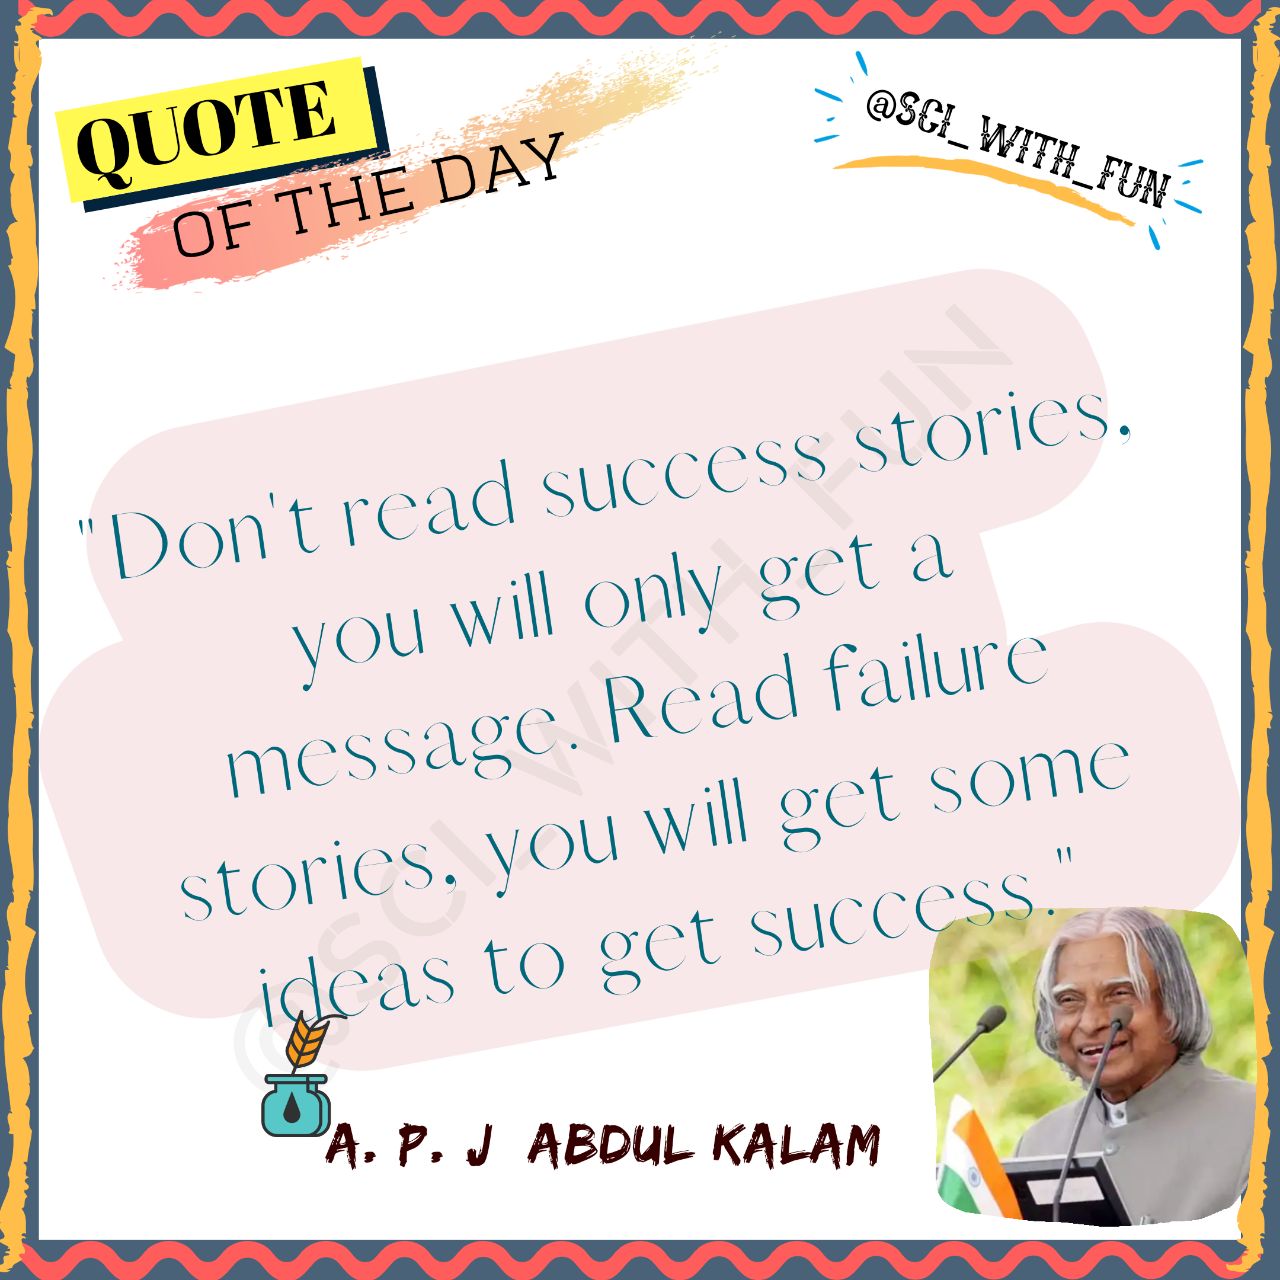 QUOTE
OF THE DAY
@SCI_WITH_FUN
"Don't read success stories,
you will only get a
message. Read failure
stories, you will get some
ideas to get success."
@SCI_WITH_FUN
A. P. J ABDUL KALAM